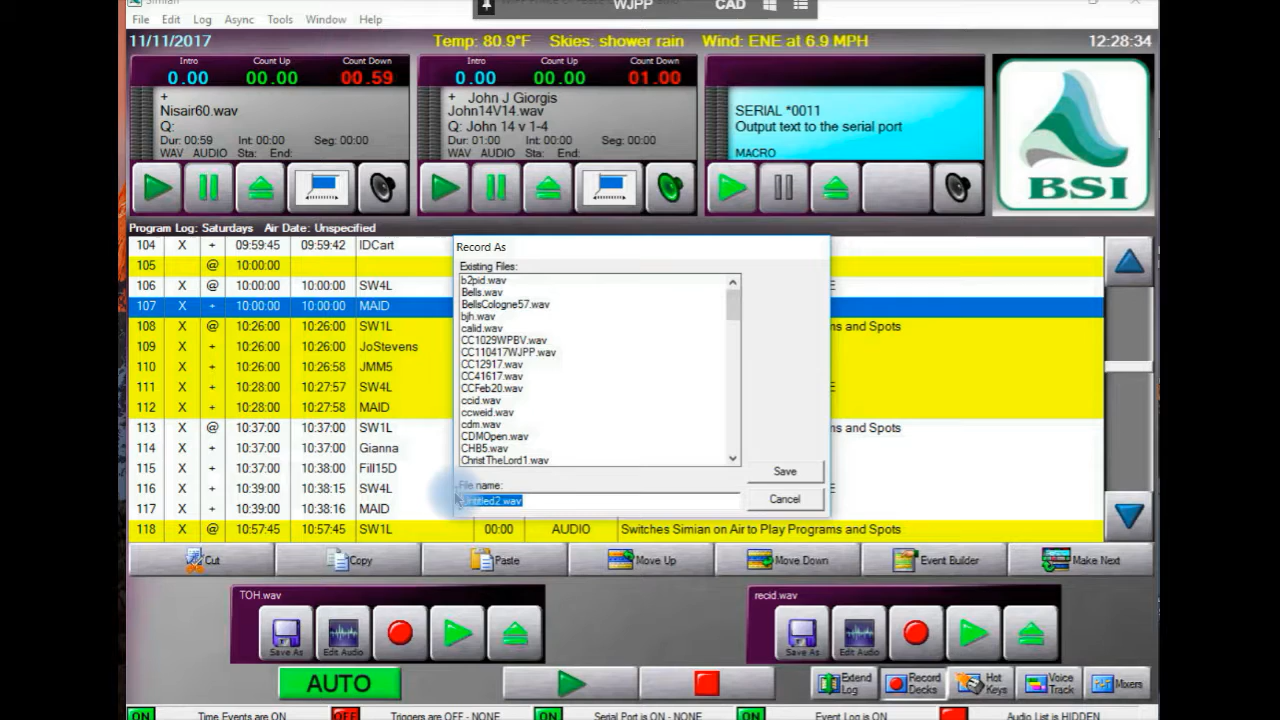 Simian
WJPP CAD
File Edit Log Async Tools Window Help
11/11/2017 Temp: 80.9°F Skies: shower rain Wind: ENE at 6.9 MPH 12:28:34
Intro Count Up Count Down Intro Count Up Count Down
0.00 00.00 00.59 0.00 00.00 01.00
+
Nisair60.wav
Q:
Dur: 00:59 Int: 00:00 Seg: 00:00
WAV AUDIO Sta: End:
+ John J Giorgis
John14V14.wav
Q: John 14 v 1-4
Dur: 01:00 Int: 00:00 Seg: 00:00
WAV AUDIO Sta: End:
SERIAL *0011
Output text to the serial port
MACRO
BSI
Program Log: Saturdays Air Date: Unspecified
104 X + 09:59:45 09:59:42 IDCart
105 @ 10:00:00
106 X @ 10:00:00 10:00:00 SW4L E
107 X + 10:00:00 10:00:00 MAID
108 X @ 10:26:00 10:26:00 SW1L ms and Spots
109 X + 10:26:00 10:26:00 JoStevens
110 X + 10:26:00 10:26:58 JMM5
111 X + 10:28:00 10:27:57 SW4L E
112 X + 10:28:00 10:27:58 MAID
113 X @ 10:37:00 10:37:00 SW1L ms and Spots
114 X + 10:37:00 10:37:00 Gianna
115 X + 10:37:00 10:38:00 Fill15D
116 X + 10:39:00 10:38:15 SW4L E
117 X + 10:39:00 10:38:16 MAID
118 X @ 10:57:45 10:57:45 SW1L 00:00 AUDIO Switches Simian on Air to Play Programs and Spots
Record As
Existing Files:
b2pid.wav
Bells.wav
BellsCologne57.wav
bjh.wav
calid.wav
CC1029WPBV.wav
CC110417WJPP.wav
CC12917.wav
CC41617.wav
CCFeb20.wav
ccid.wav
ccweid.wav
cdm.wav
CDMOpen.wav
CHB5.wav
ChristTheLord1.wav
Save
File name:
Untitled2.wav
Cancel
Cut Copy Paste Move Up Move Down Event Builder Make Next
TOH.wav recid.wav
Save As Edit Audio Save As Edit Audio
AUTO Extend Log Record Decks Hot Keys Voice Track Mixers
ON Time Events are ON OFF Triggers are OFF - NONE ON Serial Port is ON - NONE ON Event Log is ON Audio List is HIDDEN